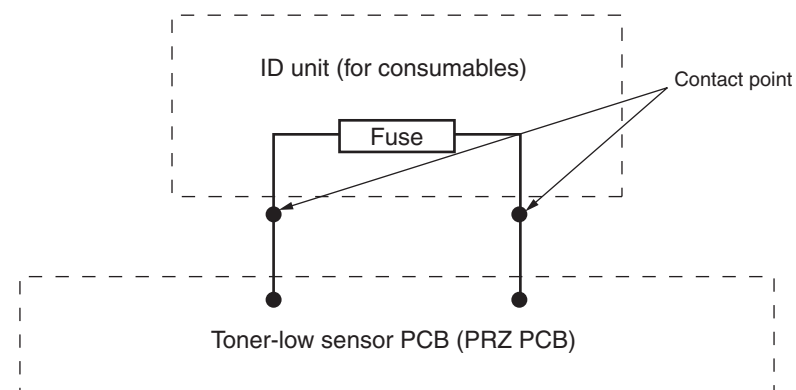 ID unit (for consumables)
Contact point
Fuse
Toner-low sensor PCB (PRZ PCB)